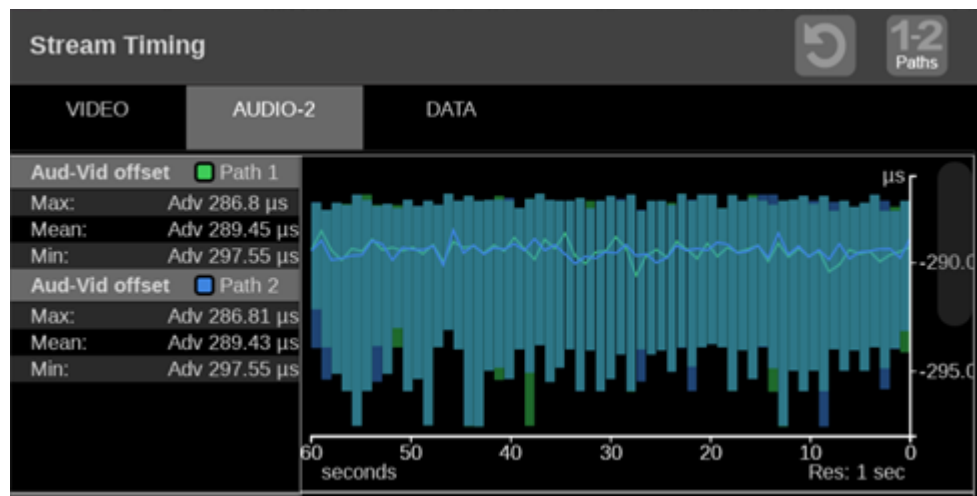 Stream Timing
1-2
Paths
VIDEO AUDIO-2 DATA
Aud-Vid offset Path 1
Max: Adv 286.8 µs
Mean: Adv 289.45 µs
Min: Adv 297.55 µs
Aud-Vid offset Path 2
Max: Adv 286.81 µs
Mean: Adv 289.43 µs
Min: Adv 297.55 µs
µs
-290.0
-295.0
60 50 40 30 20 10 0
seconds Res: 1 sec